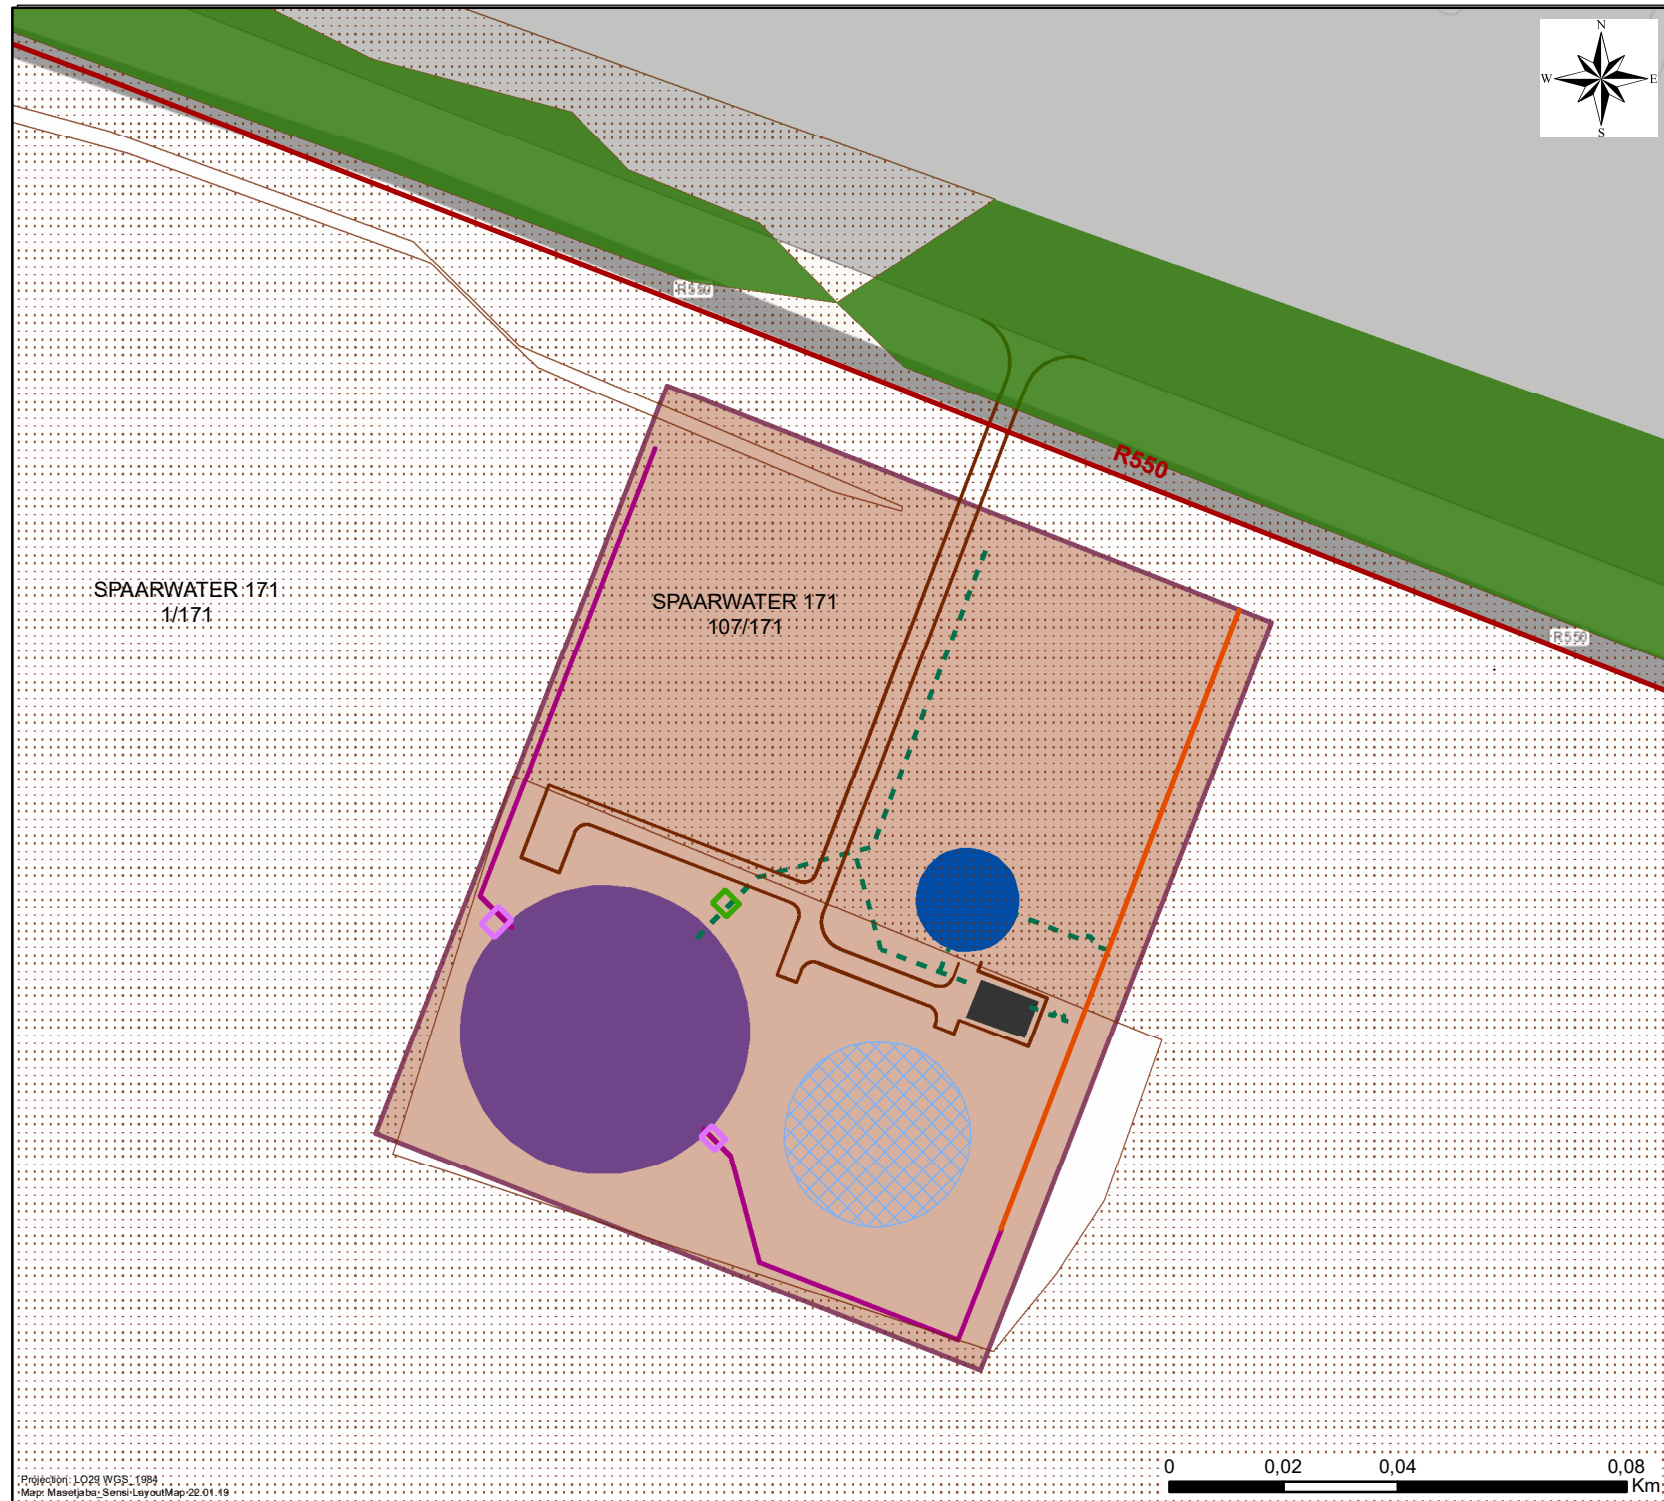 N
W E
S
R550
R550
SPAARWATER 171
1/171
SPAARWATER 171
107/171
R550
0 0,02 0,04 0,08
Km
Projection: LO29 WGS_1984
Map: Masetjaba_Sensi LayoutMap 22.01.19